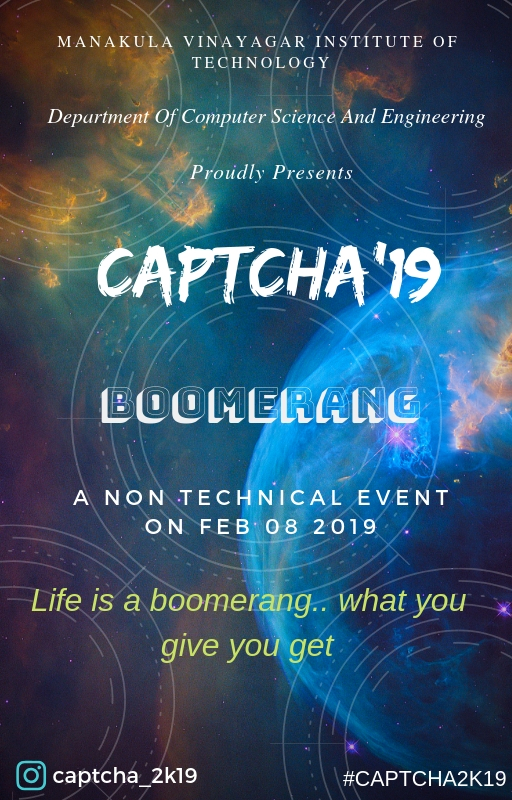 MANAKULA VINAYAGAR INSTITUTE OF
TECHNOLOGY
Department Of Computer Science And Engineering
Proudly Presents
CAPTCHA'19
BOOMERANG
A NON TECHNICAL EVENT
ON FEB 08 2019
Life is a boomerang.. what you
give you get
captcha_2k19
#CAPTCHA2K19